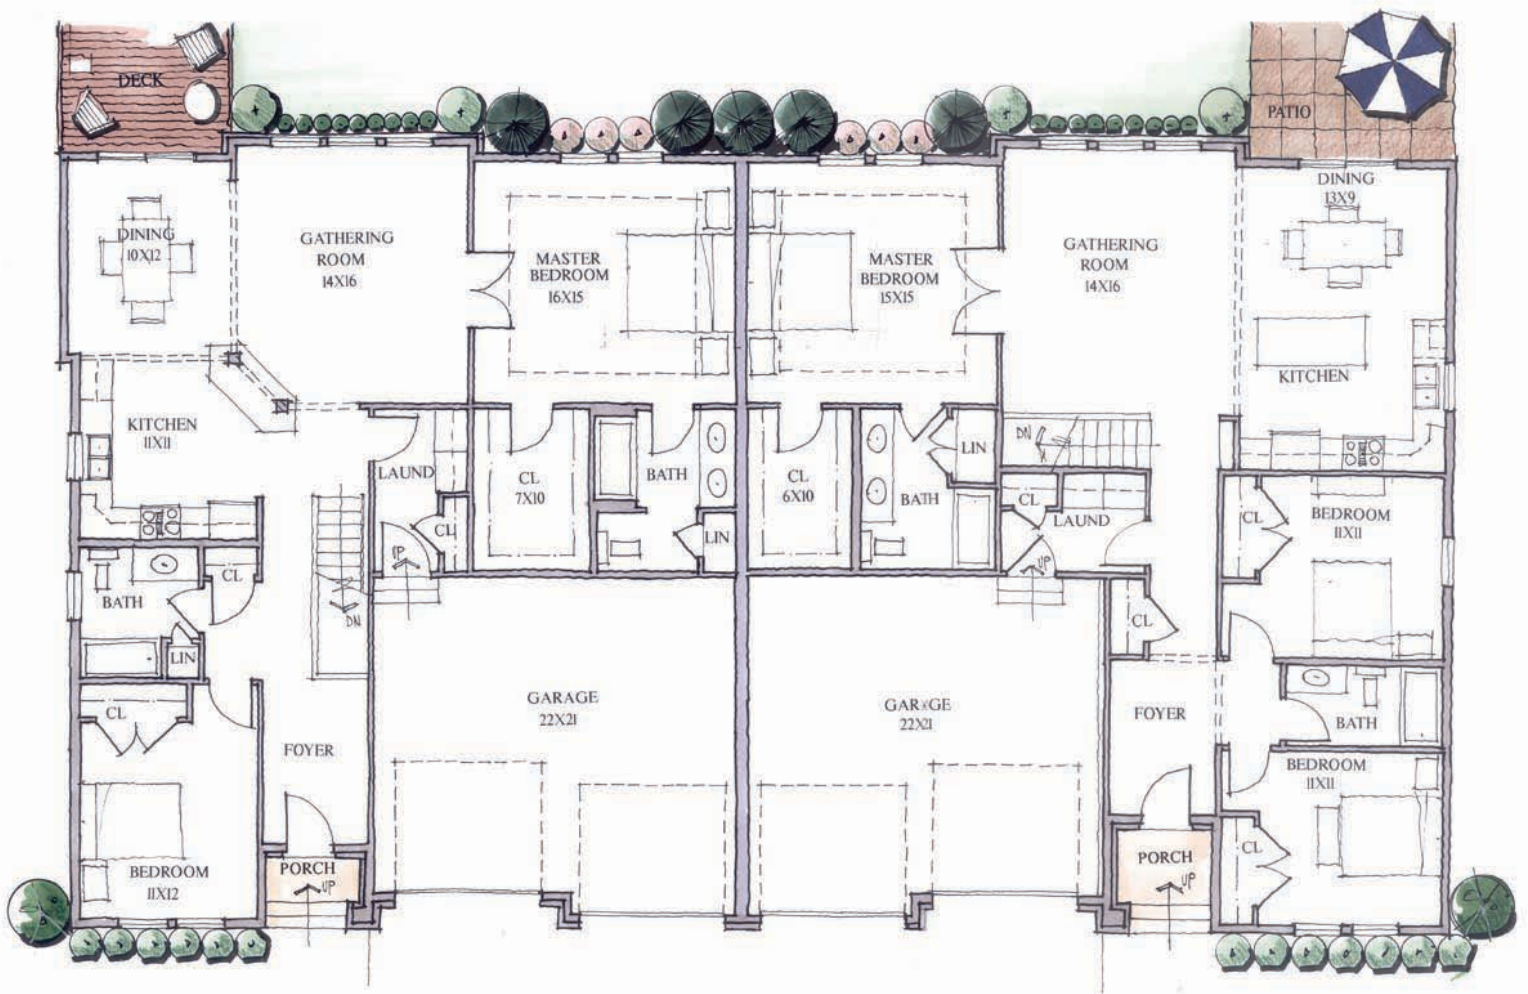 DECK
PATIO
DINING
10X12
GATHERING
ROOM
14X16
MASTER
BEDROOM
16X15
MASTER
BEDROOM
15X15
GATHERING
ROOM
14X16
DINING
13X9
KITCHEN
KITCHEN
11X11
LAUND
CL
7X10
BATH
LIN
CL
UP
CL
6X10
BATH
LIN
DN
CL
LAUND
UP
CL
BEDROOM
11X11
BATH
CL
LIN
DN
CL
GARAGE
22X21
GARAGE
22X21
FOYER
BATH
CL
FOYER
BEDROOM
11X11
BEDROOM
11X12
PORCH
UP
PORCH
UP
CL